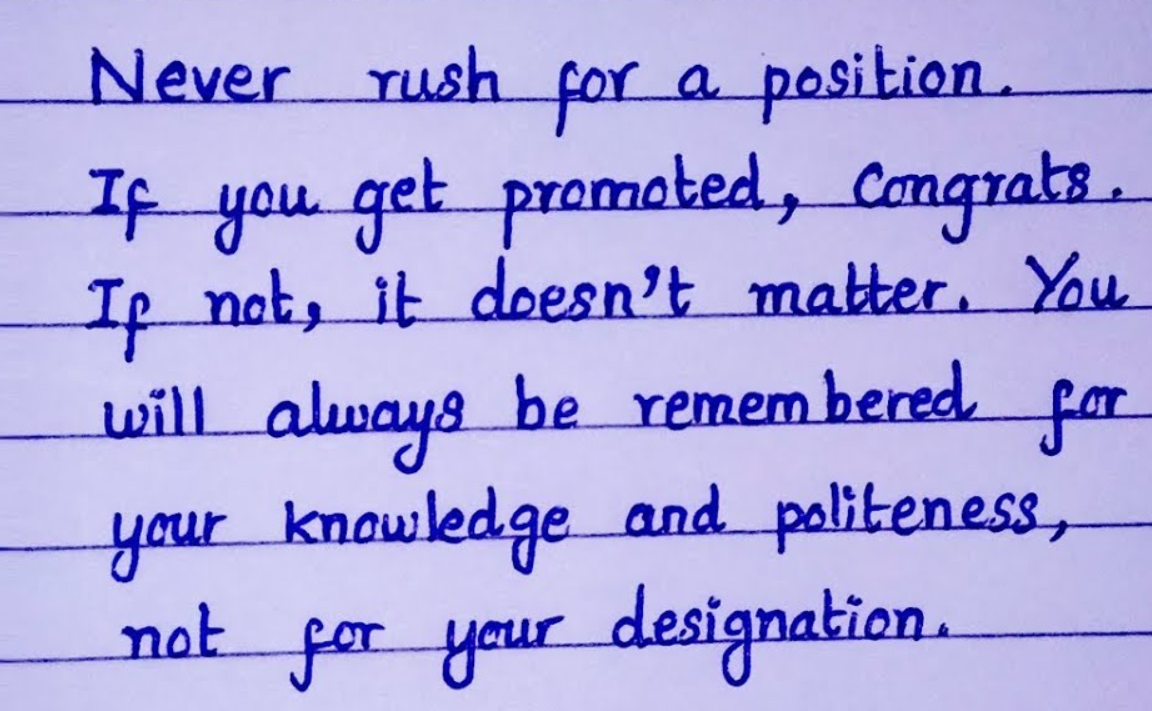 Never rush for a position.
If you get promoted, Congrats.
If not, it doesn't matter. You
will always be remembered for
your knowledge and politeness,
not for your designation.